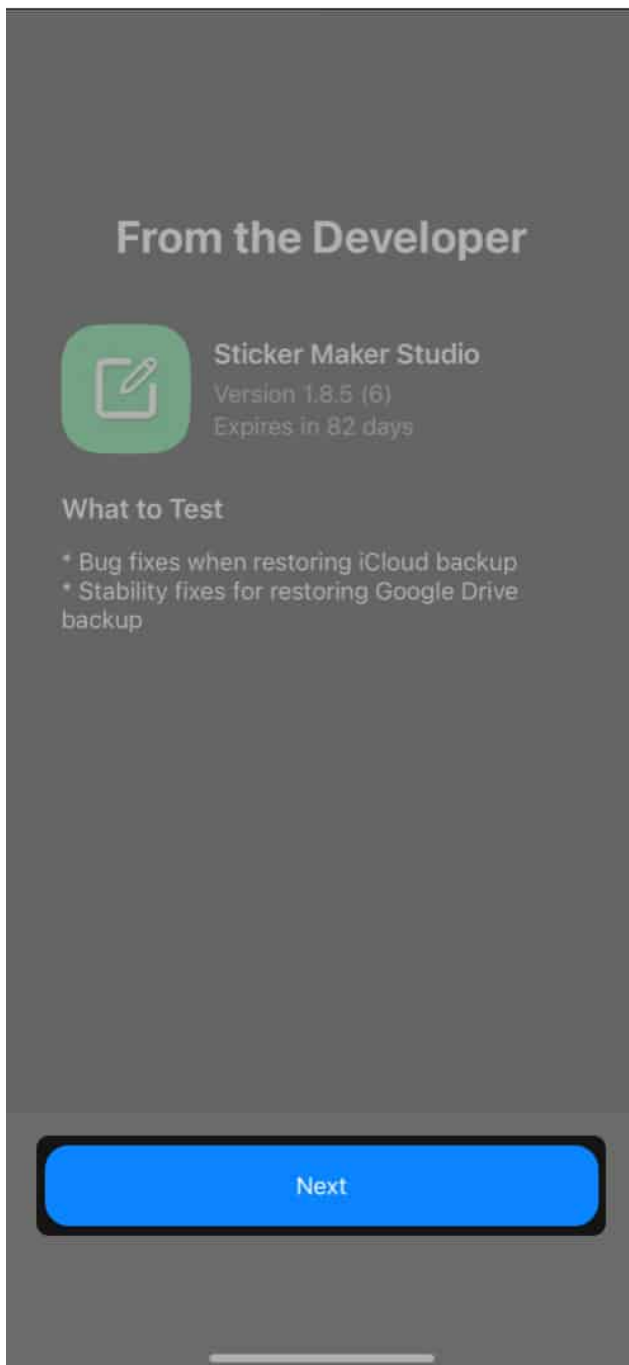 From the Developer
Sticker Maker Studio
Version 1.8.5 (6)
Expires in 82 days
What to Test
* Bug fixes when restoring iCloud backup
* Stability fixes for restoring Google Drive
backup
Next